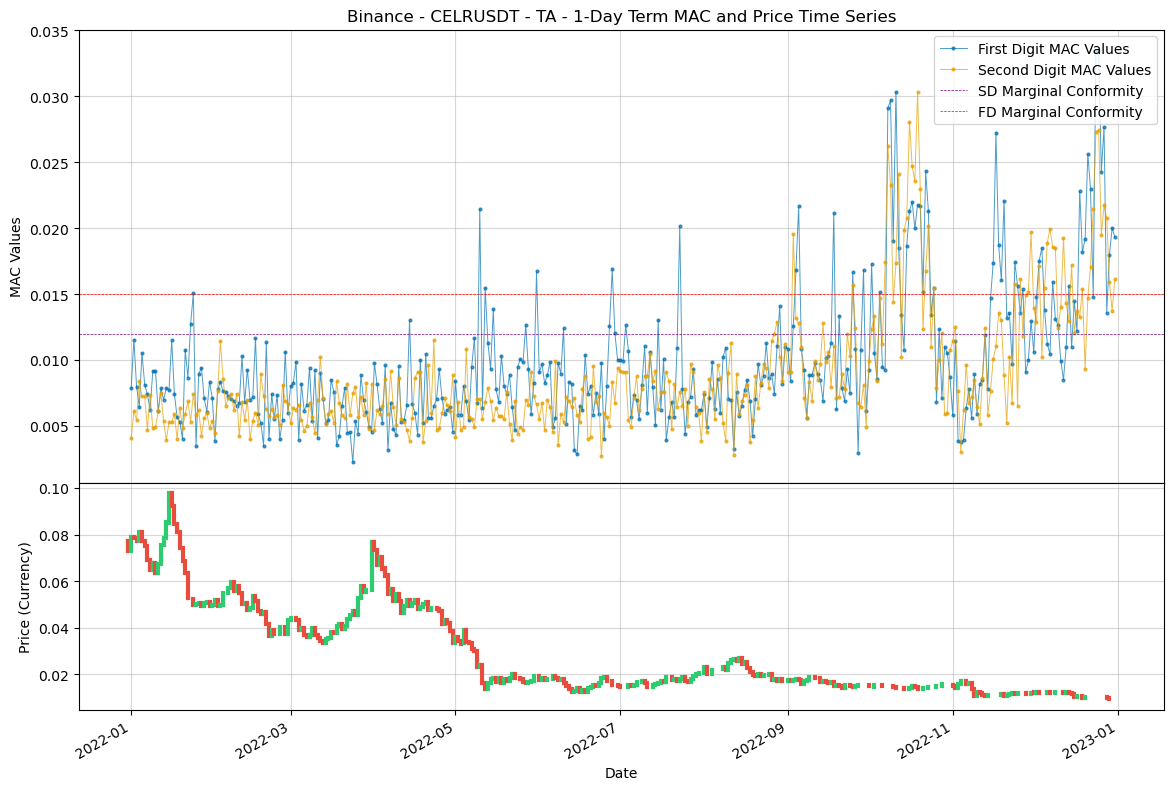 Binance - CELRUSDT - TA - 1-Day Term MAC and Price Time Series
0.035
0.030
0.025
0.020
0.015
0.010
0.005
MAC Values
First Digit MAC Values
Second Digit MAC Values
SD Marginal Conformity
FD Marginal Conformity
0.10
0.08
0.06
0.04
0.02
Price (Currency)
2022-01
2022-03
2022-05
2022-07
2022-09
2022-11
2023-01
Date